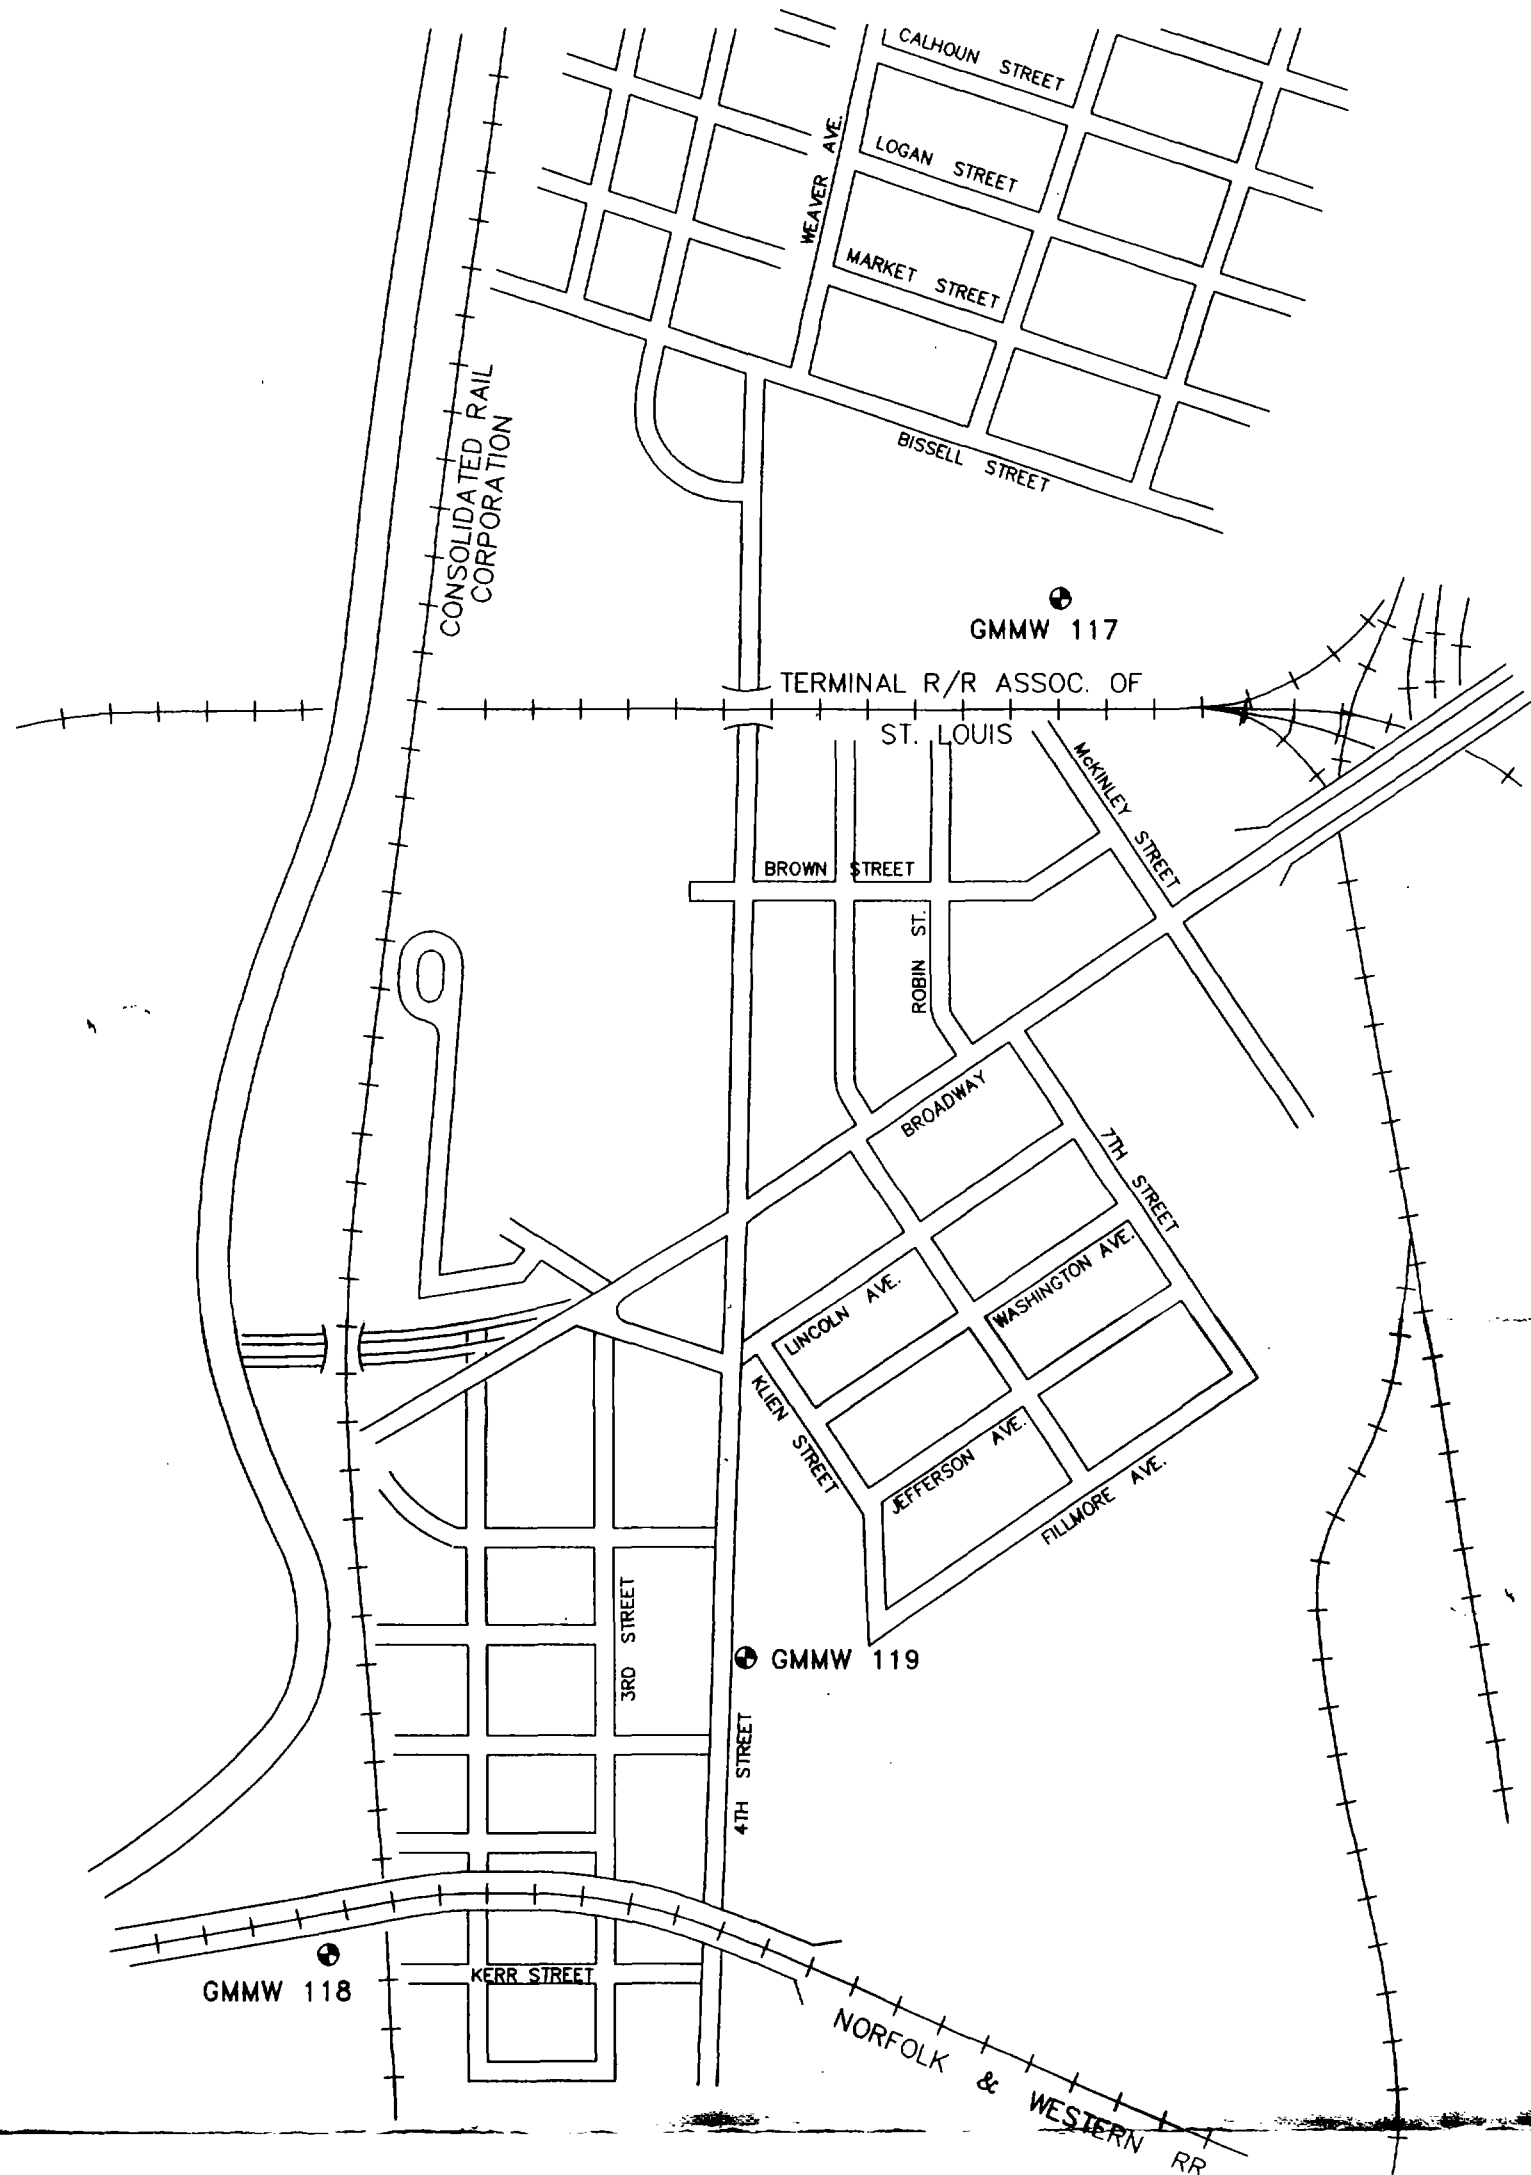 CALHOUN STREET
WEAVER AVE.
LOGAN STREET
MARKET STREET
BISSELL STREET
CONSOLIDATED RAIL
CORPORATION
GMMW 117
TERMINAL R/R ASSOC. OF
ST. LOUIS
McKINLEY STREET
BROWN STREET
ROBIN ST.
BROADWAY
7TH STREET
LINCOLN AVE.
WASHINGTON AVE.
KLIEN STREET
JEFFERSON AVE.
FILLMORE AVE.
3RD STREET
GMMW 119
4TH STREET
GMMW 118
KERR STREET
NORFOLK & WESTERN RR